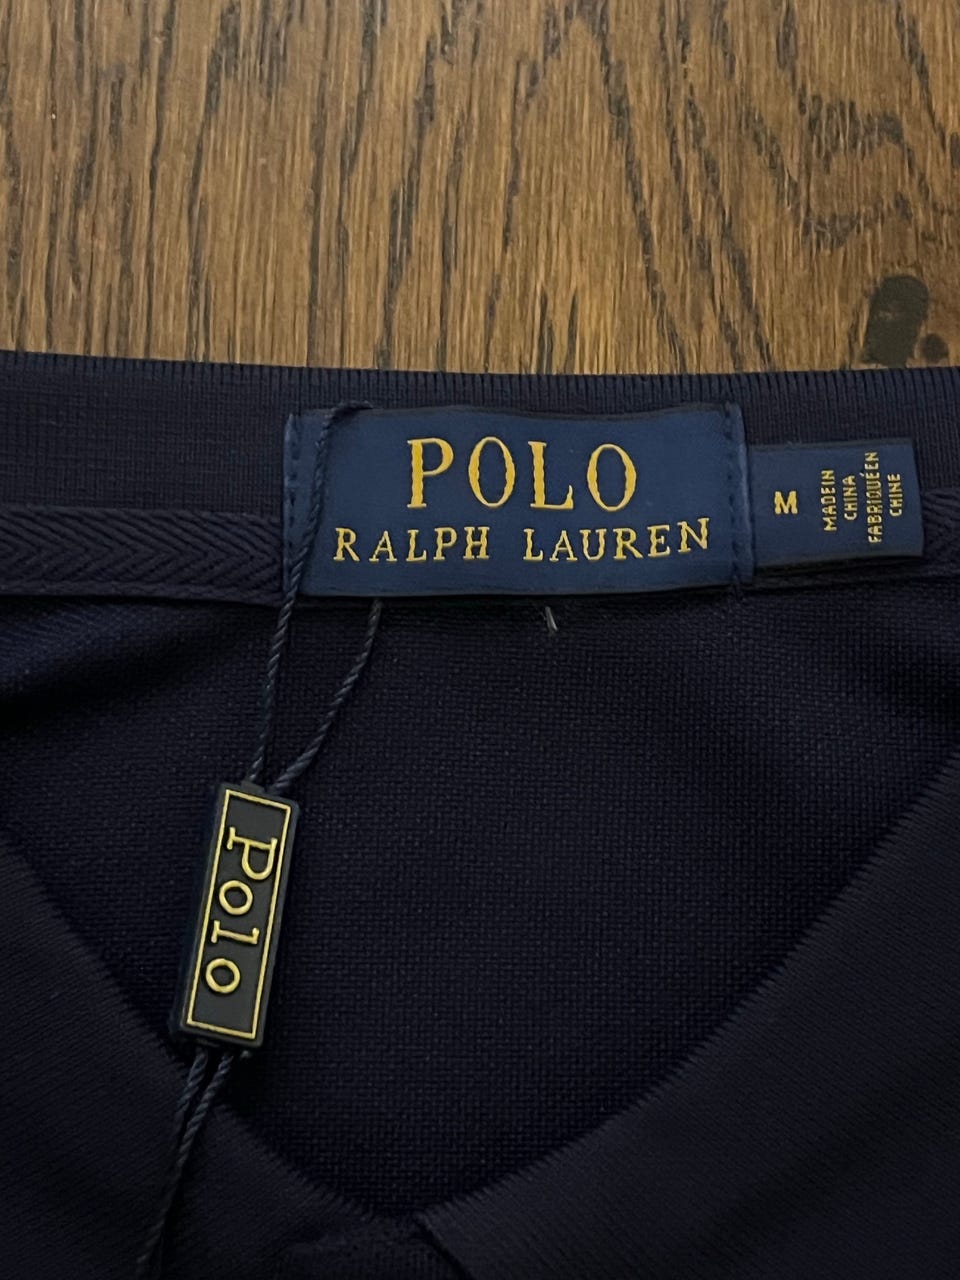 POLO
RALPH LAUREN
M
MADE IN
CHINA
FABRIQUÉ EN
CHINE
Polo